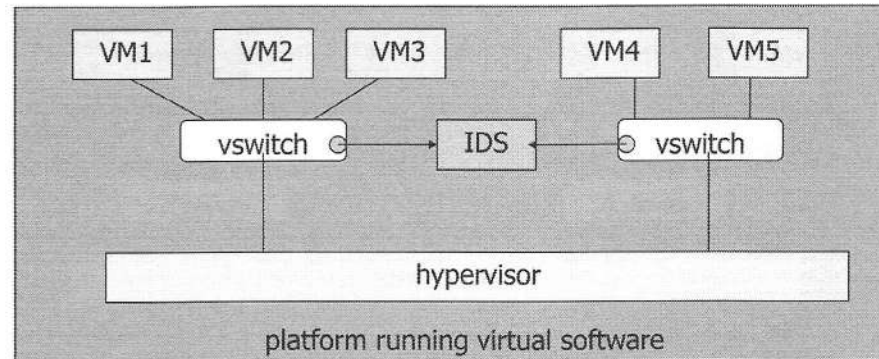 VM1 VM2 VM3 VM4 VM5
vswitch IDS vswitch
hypervisor
platform running virtual software